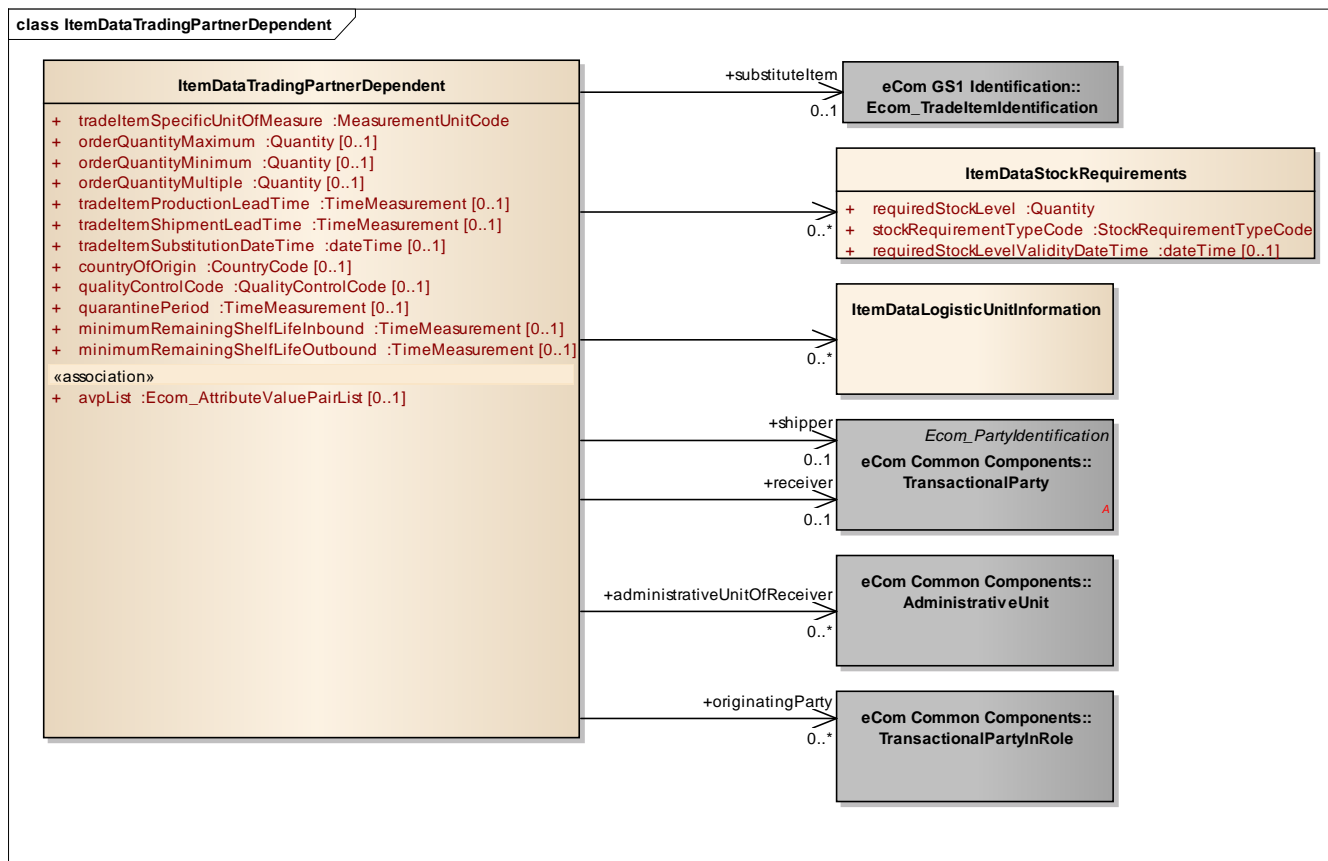 class ItemDataTradingPartnerDependent
ItemDataTradingPartnerDependent
+ tradeItemSpecificUnitOfMeasure :MeasurementUnitCode
+ orderQuantityMaximum :Quantity [0..1]
+ orderQuantityMinimum :Quantity [0..1]
+ orderQuantityMultiple :Quantity [0..1]
+ tradeItemProductionLeadTime :TimeMeasurement [0..1]
+ tradeItemShipmentLeadTime :TimeMeasurement [0..1]
+ tradeItemSubstitutionDateTime :dateTime [0..1]
+ countryOfOrigin :CountryCode [0..1]
+ qualityControlCode :QualityControlCode [0..1]
+ quarantinePeriod :TimeMeasurement [0..1]
+ minimumRemainingShelfLifeInbound :TimeMeasurement [0..1]
+ minimumRemainingShelfLifeOutbound :TimeMeasurement [0..1]
«association»
+ avpList :Ecom_AttributeValuePairList [0..1]
+substituteItem
0..1
eCom GS1 Identification::
Ecom_TradeItemIdentification
0..*
ItemDataStockRequirements
+ requiredStockLevel :Quantity
+ stockRequirementTypeCode :StockRequirementTypeCode
+ requiredStockLevelValidityDateTime :dateTime [0..1]
0..*
ItemDataLogisticUnitInformation
+shipper
0..1
+receiver
0..1
Ecom_PartyIdentification
eCom Common Components::
TransactionalParty
A
+administrativeUnitOfReceiver
0..*
eCom Common Components::
AdministrativeUnit
+originatingParty
0..*
eCom Common Components::
TransactionalPartyInRole